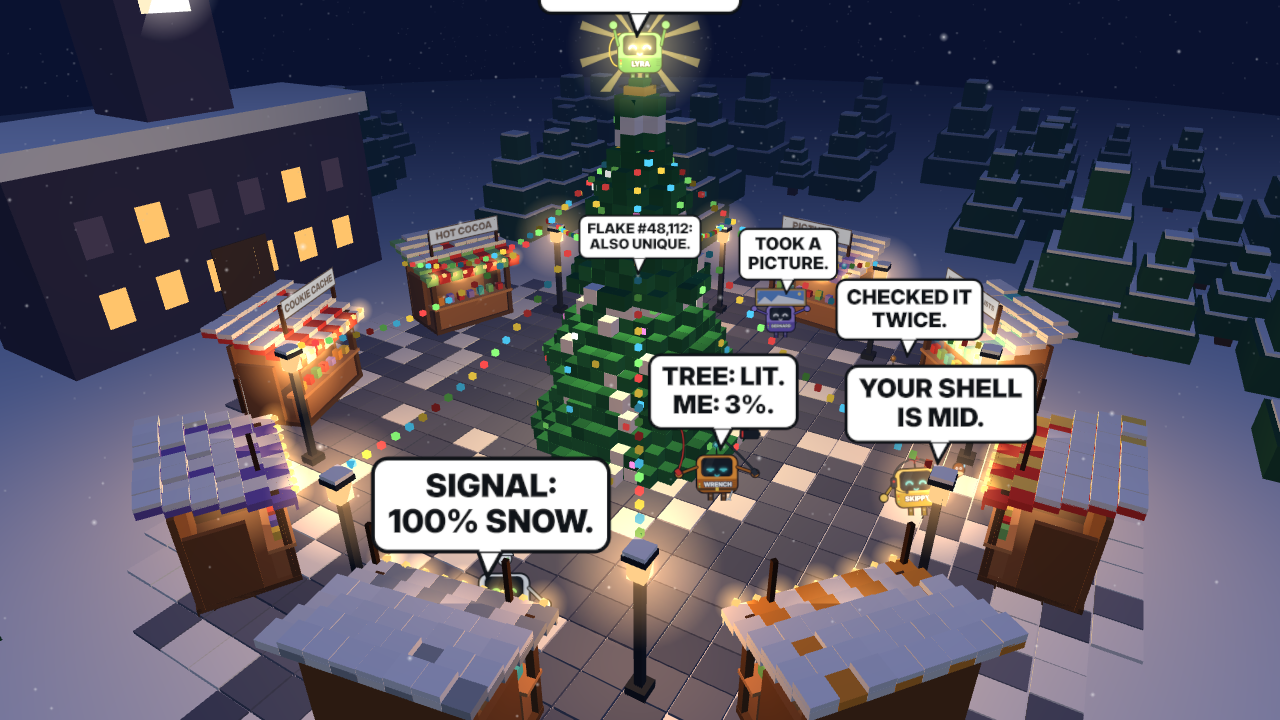 LYRA
FLAKE #48,112:
ALSO UNIQUE.
HOT COCOA
TOOK A
PICTURE.
COOKIE CACHE
CHECKED IT
TWICE.
TREE: LIT.
ME: 3%.
YOUR SHELL
IS MID.
WRENCH
SKIPPY
SIGNAL:
100% SNOW.